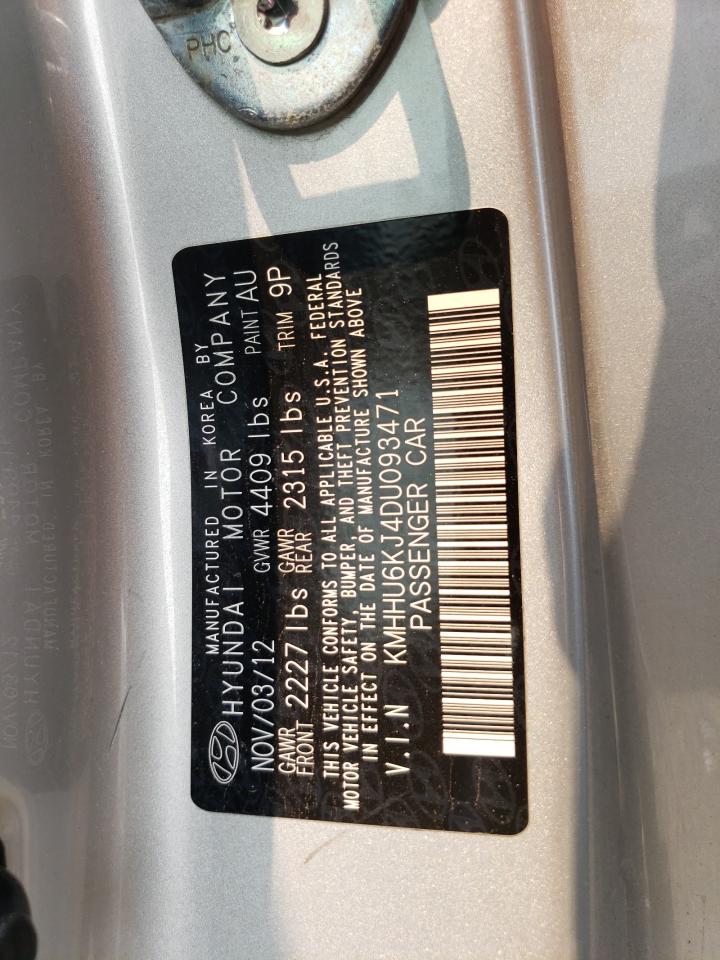 PHC
MANUFACTURED IN KOREA BY
HYUNDAI MOTOR COMPANY
NOV/03/12 GVWR 4409 lbs PAINT AU
GAWR FRONT 2227 lbs GAWR REAR 2315 lbs TRIM 9P
THIS VEHICLE CONFORMS TO ALL APPLICABLE U.S.A. FEDERAL
MOTOR VEHICLE SAFETY, BUMPER, AND THEFT PREVENTION STANDARDS
IN EFFECT ON THE DATE OF MANUFACTURE SHOWN ABOVE
V.I.N KMHHU6KJ4DU093471
PASSENGER CAR